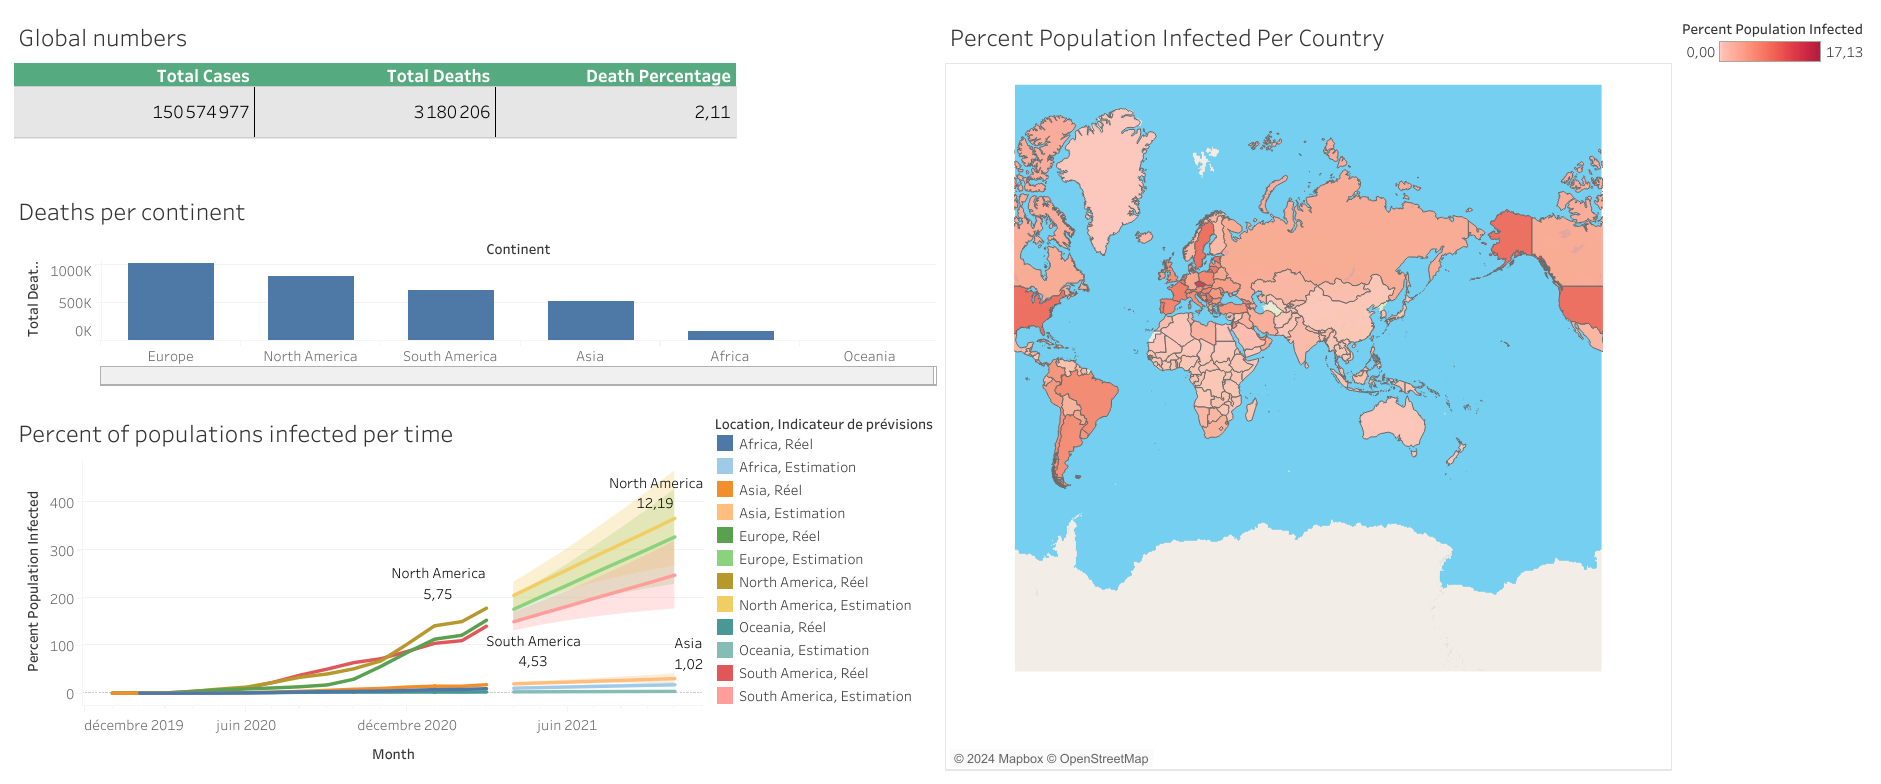 Global numbers
Total Cases Total Deaths Death Percentage
150 574 977 3 180 206 2,11
Deaths per continent
Continent
Total Deat..
1000K
500K
0K
Europe North America South America Asia Africa Oceania
Percent of populations infected per time
Percent Population Infected
400
300
200
100
0
North America
12,19
North America
5,75
South America
4,53
Asia
1,02
décembre 2019 juin 2020 décembre 2020 juin 2021
Month
Location, Indicateur de prévisions
Africa, Réel
Africa, Estimation
Asia, Réel
Asia, Estimation
Europe, Réel
Europe, Estimation
North America, Réel
North America, Estimation
Oceania, Réel
Oceania, Estimation
South America, Réel
South America, Estimation
Percent Population Infected Per Country
© 2024 Mapbox © OpenStreetMap
Percent Population Infected
0,00 17,13